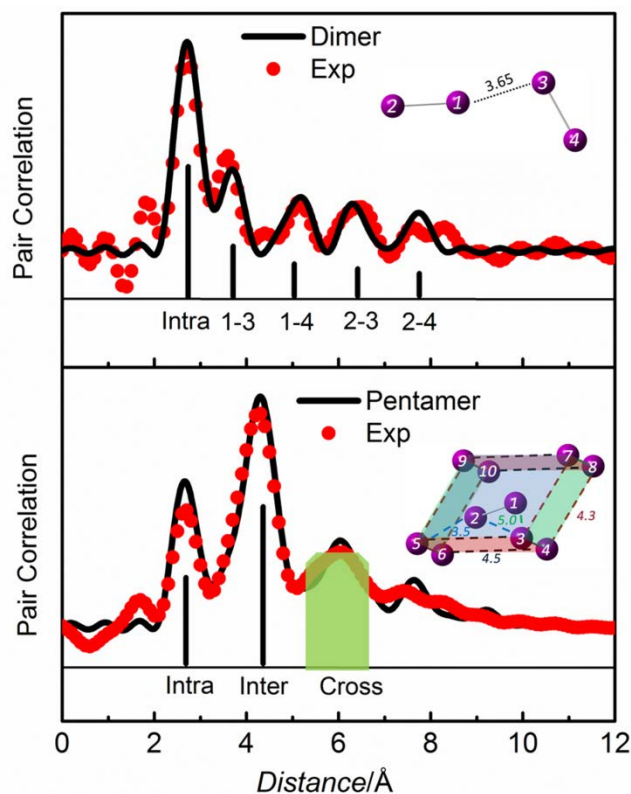 Dimer
Exp
3.65
3
2
1
4
Pair Correlation
Intra 1-3 1-4 2-3 2-4
Pentamer
Exp
9
7
10
8
1
2
5.01
4.3
3.5
5
3
6
4
4.5
Pair Correlation
Intra Inter Cross
0 2 4 6 8 10 12
Distance/Å